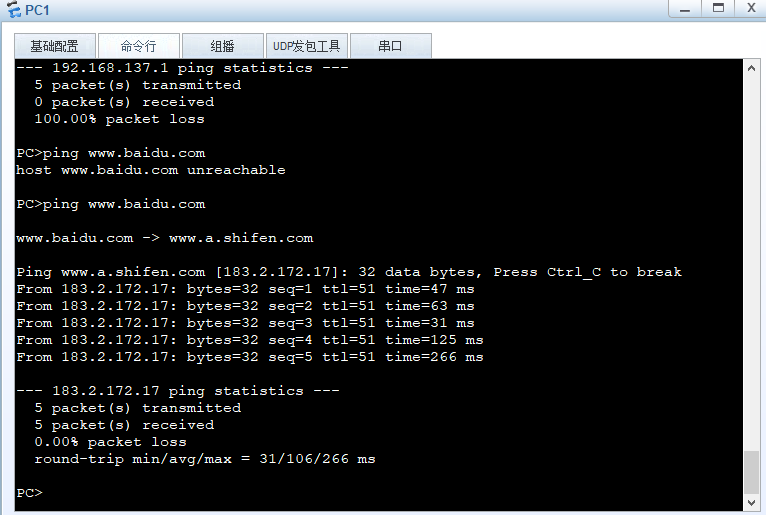 PC1
基础配置 命令行 组播 UDP发包工具 串口
--- 192.168.137.1 ping statistics ---
5 packet(s) transmitted
0 packet(s) received
100.00% packet loss
PC>ping www.baidu.com
host www.baidu.com unreachable
PC>ping www.baidu.com
www.baidu.com -> www.a.shifen.com
Ping www.a.shifen.com [183.2.172.17]: 32 data bytes, Press Ctrl_C to break
From 183.2.172.17: bytes=32 seq=1 ttl=51 time=47 ms
From 183.2.172.17: bytes=32 seq=2 ttl=51 time=63 ms
From 183.2.172.17: bytes=32 seq=3 ttl=51 time=31 ms
From 183.2.172.17: bytes=32 seq=4 ttl=51 time=125 ms
From 183.2.172.17: bytes=32 seq=5 ttl=51 time=266 ms
--- 183.2.172.17 ping statistics ---
5 packet(s) transmitted
5 packet(s) received
0.00% packet loss
round-trip min/avg/max = 31/106/266 ms
PC>